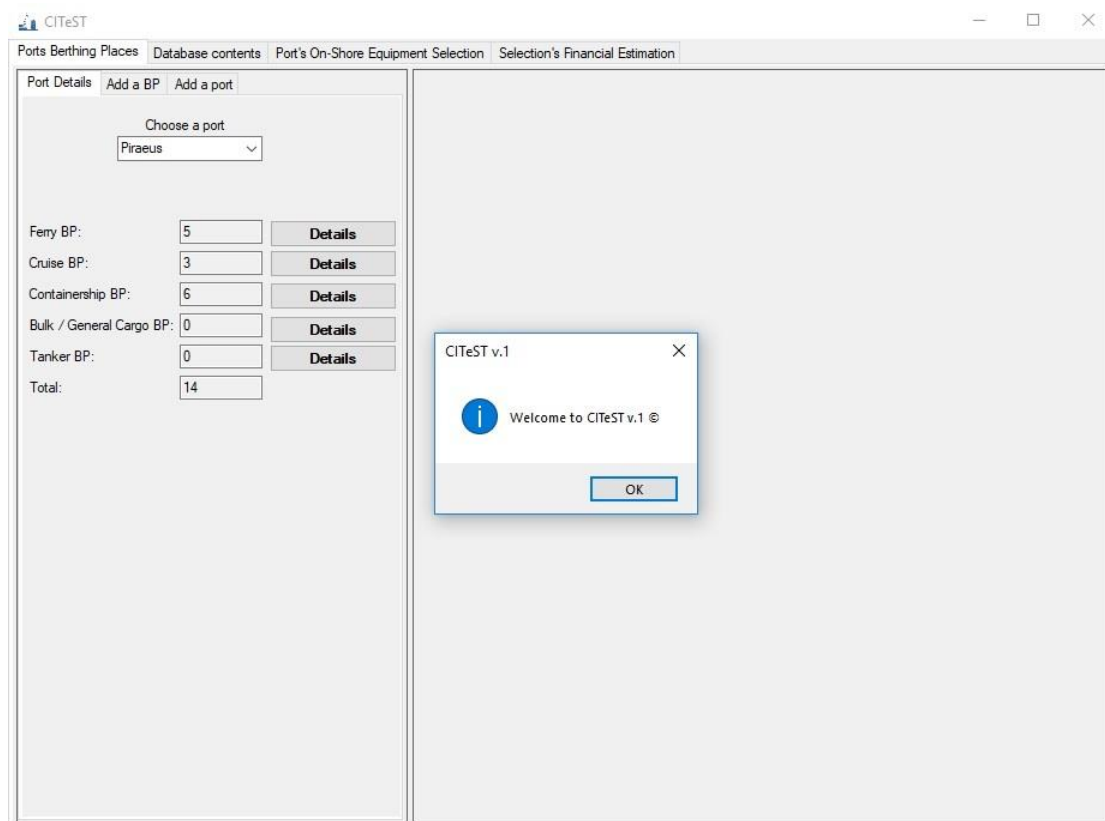 CITeST
Ports Berthing Places Database contents Port's On-Shore Equipment Selection Selection's Financial Estimation
Port Details Add a BP Add a port
Choose a port
Piraeus
Ferry BP: 5 Details
Cruise BP: 3 Details
Containership BP: 6 Details
Bulk / General Cargo BP: 0 Details
Tanker BP: 0 Details
Total: 14
CITeST v.1
Welcome to CITeST v.1 ©
OK